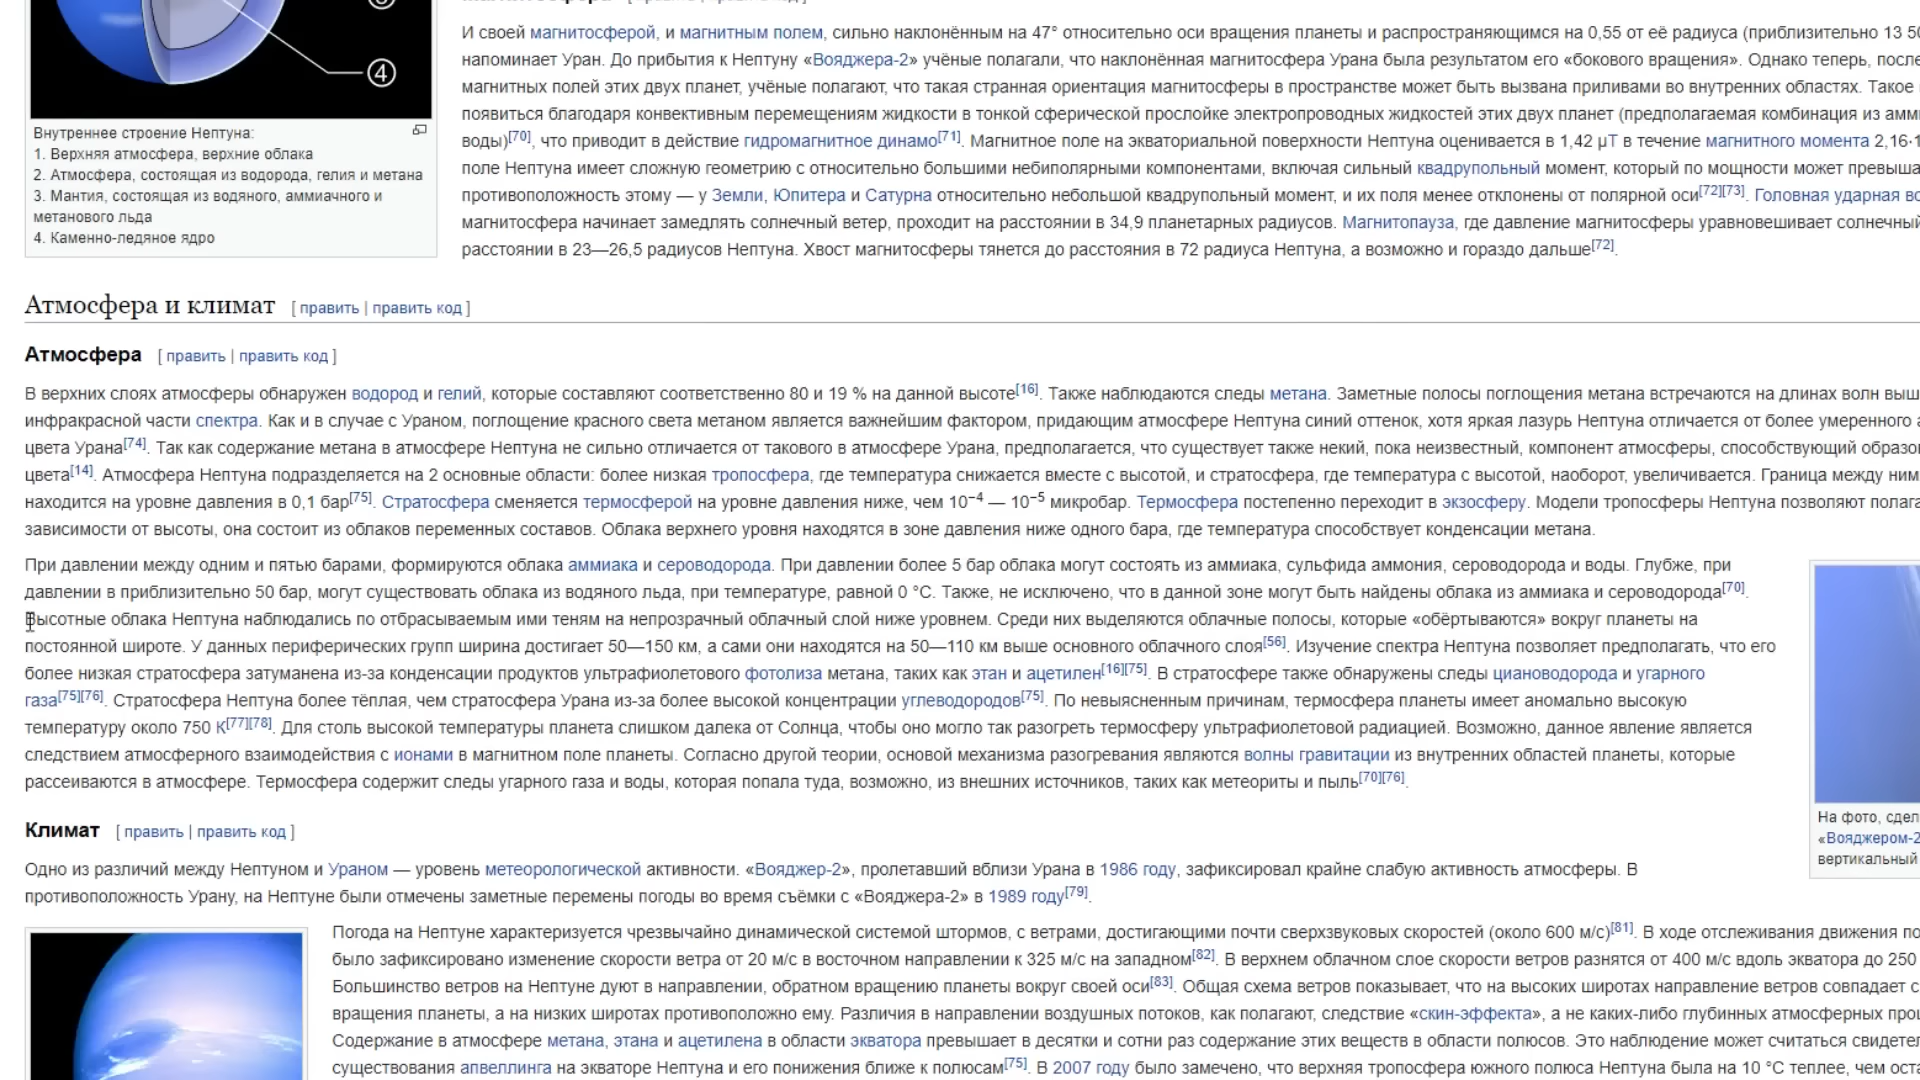 ④
Внутреннее строение Нептуна:
1. Верхняя атмосфера, верхние облака
2. Атмосфера, состоящая из водорода, гелия и метана
3. Мантия, состоящая из водяного, аммиачного и
метанового льда
4. Каменно-ледяное ядро
И своей магнитосферой, и магнитным полем, сильно наклонённым на 47° относительно оси вращения планеты и распространяющимся на 0,55 от её радиуса (приблизительно 13
напоминает Уран. До прибытия к Нептуну «Вояджера-2» учёные полагали, что наклонённая магнитосфера Урана была результатом его «бокового вращения». Однако теперь,
магнитных полей этих двух планет, учёные полагают, что такая странная ориентация магнитосферы в пространстве может быть вызвана приливами во внутренних областях. Такое
появиться благодаря конвективным перемещениям жидкости в тонкой сферической прослойке электропроводных жидкостей этих двух планет (предполагаемая комбинация из
воды)[70], что приводит в действие гидромагнитное динамо[71]. Магнитное поле на экваториальной поверхности Нептуна оценивается в 1,42 μT в течение магнитного момента 2,16·
поле Нептуна имеет сложную геометрию с относительно большими небиполярными компонентами, включая сильный квадрупольный момент, который по мощности может
противоположность этому — у Земли, Юпитера и Сатурна относительно небольшой квадрупольный момент, и их поля менее отклонены от полярной оси[72][73]. Головная ударная
магнитосфера начинает замедлять солнечный ветер, проходит на расстоянии в 34,9 планетарных радиусов. Магнитопауза, где давление магнитосферы уравновешивает солнечный
расстоянии в 23—26,5 радиусов Нептуна. Хвост магнитосферы тянется до расстояния в 72 радиуса Нептуна, а возможно и гораздо дальше[72].
Атмосфера и климат [ править | править код ]
Атмосфера [ править | править код ]
В верхних слоях атмосферы обнаружен водород и гелий, которые составляют соответственно 80 и 19 % на данной высоте[16]. Также наблюдаются следы метана. Заметные полосы поглощения метана встречаются на длинах волн
инфракрасной части спектра. Как и в случае с Ураном, поглощение красного света метаном является важнейшим фактором, придающим атмосфере Нептуна синий оттенок, хотя яркая лазурь Нептуна отличается от более умеренного
цвета Урана[74]. Так как содержание метана в атмосфере Нептуна не сильно отличается от такового в атмосфере Урана, предполагается, что существует также некий, пока неизвестный, компонент атмосферы, способствующий
цвета[14]. Атмосфера Нептуна подразделяется на 2 основные области: более низкая тропосфера, где температура снижается вместе с высотой, и стратосфера, где температура с высотой, наоборот, увеличивается. Граница между
находится на уровне давления в 0,1 бар[75]. Стратосфера сменяется термосферой на уровне давления ниже, чем 10⁻⁴ — 10⁻⁵ микробар. Термосфера постепенно переходит в экзосферу. Модели тропосферы Нептуна позволяют
зависимости от высоты, она состоит из облаков переменных составов. Облака верхнего уровня находятся в зоне давления ниже одного бара, где температура способствует конденсации метана.
При давлении между одним и пятью барами, формируются облака аммиака и сероводорода. При давлении более 5 бар облака могут состоять из аммиака, сульфида аммония, сероводорода и воды. Глубже, при
давлении в приблизительно 50 бар, могут существовать облака из водяного льда, при температуре, равной 0 °C. Также, не исключено, что в данной зоне могут быть найдены облака из аммиака и сероводорода[70].
Высотные облака Нептуна наблюдались по отбрасываемым ими теням на непрозрачный облачный слой ниже уровнем. Среди них выделяются облачные полосы, которые «обёртываются» вокруг планеты на
постоянной широте. У данных периферических групп ширина достигает 50—150 км, а сами они находятся на 50—110 км выше основного облачного слоя[56]. Изучение спектра Нептуна позволяет предполагать, что его
более низкая стратосфера затуманена из-за конденсации продуктов ультрафиолетового фотолиза метана, таких как этан и ацетилен[16][75]. В стратосфере также обнаружены следы циановодорода и угарного
газа[75][76]. Стратосфера Нептуна более тёплая, чем стратосфера Урана из-за более высокой концентрации углеводородов[75]. По невыясненным причинам, термосфера планеты имеет аномально высокую
температуру около 750 К[77][78]. Для столь высокой температуры планета слишком далека от Солнца, чтобы оно могло так разогреть термосферу ультрафиолетовой радиацией. Возможно, данное явление является
следствием атмосферного взаимодействия с ионами в магнитном поле планеты. Согласно другой теории, основой механизма разогревания являются волны гравитации из внутренних областей планеты, которые
рассеиваются в атмосфере. Термосфера содержит следы угарного газа и воды, которая попала туда, возможно, из внешних источников, таких как метеориты и пыль[70][76].
На фото,
«Вояджером-2
вертикальный
Климат [ править | править код ]
Одно из различий между Нептуном и Ураном — уровень метеорологической активности. «Вояджер-2», пролетавший вблизи Урана в 1986 году, зафиксировал крайне слабую активность атмосферы. В
противоположность Урану, на Нептуне были отмечены заметные перемены погоды во время съёмки с «Вояджера-2» в 1989 году[79].
Погода на Нептуне характеризуется чрезвычайно динамической системой штормов, с ветрами, достигающими почти сверхзвуковых скоростей (около 600 м/с)[81]. В ходе отслеживания движения
было зафиксировано изменение скорости ветра от 20 м/с в восточном направлении к 325 м/с на западном[82]. В верхнем облачном слое скорости ветров разнятся от 400 м/с вдоль экватора до 250
Большинство ветров на Нептуне дуют в направлении, обратном вращению планеты вокруг своей оси[83]. Общая схема ветров показывает, что на высоких широтах направление ветров совпадает с
вращения планеты, а на низких широтах противоположно ему. Различия в направлении воздушных потоков, как полагают, следствие «скин-эффекта», а не каких-либо глубинных атмосферных
Содержание в атмосфере метана, этана и ацетилена в области экватора превышает в десятки и сотни раз содержание этих веществ в области полюсов. Это наблюдение может считаться
существования апвеллинга на экваторе Нептуна и его понижения ближе к полюсам[75]. В 2007 году было замечено, что верхняя тропосфера южного полюса Нептуна была на 10 °C теплее, чем